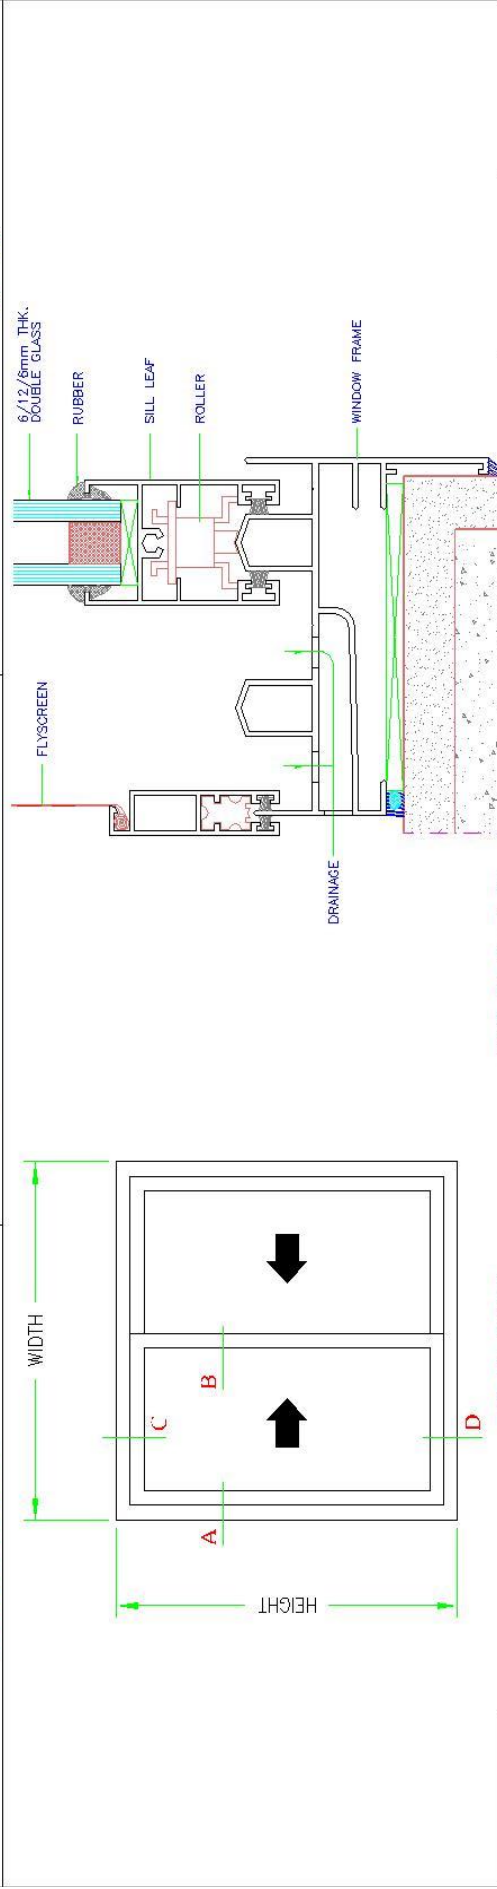 6/12/6mm THK.
DOUBLE GLASS
RUBBER
SILL LEAF
ROLLER
WINDOW FRAME
FLYSCREEN
DRAINAGE
WIDTH
HEIGHT
A
B
C
D